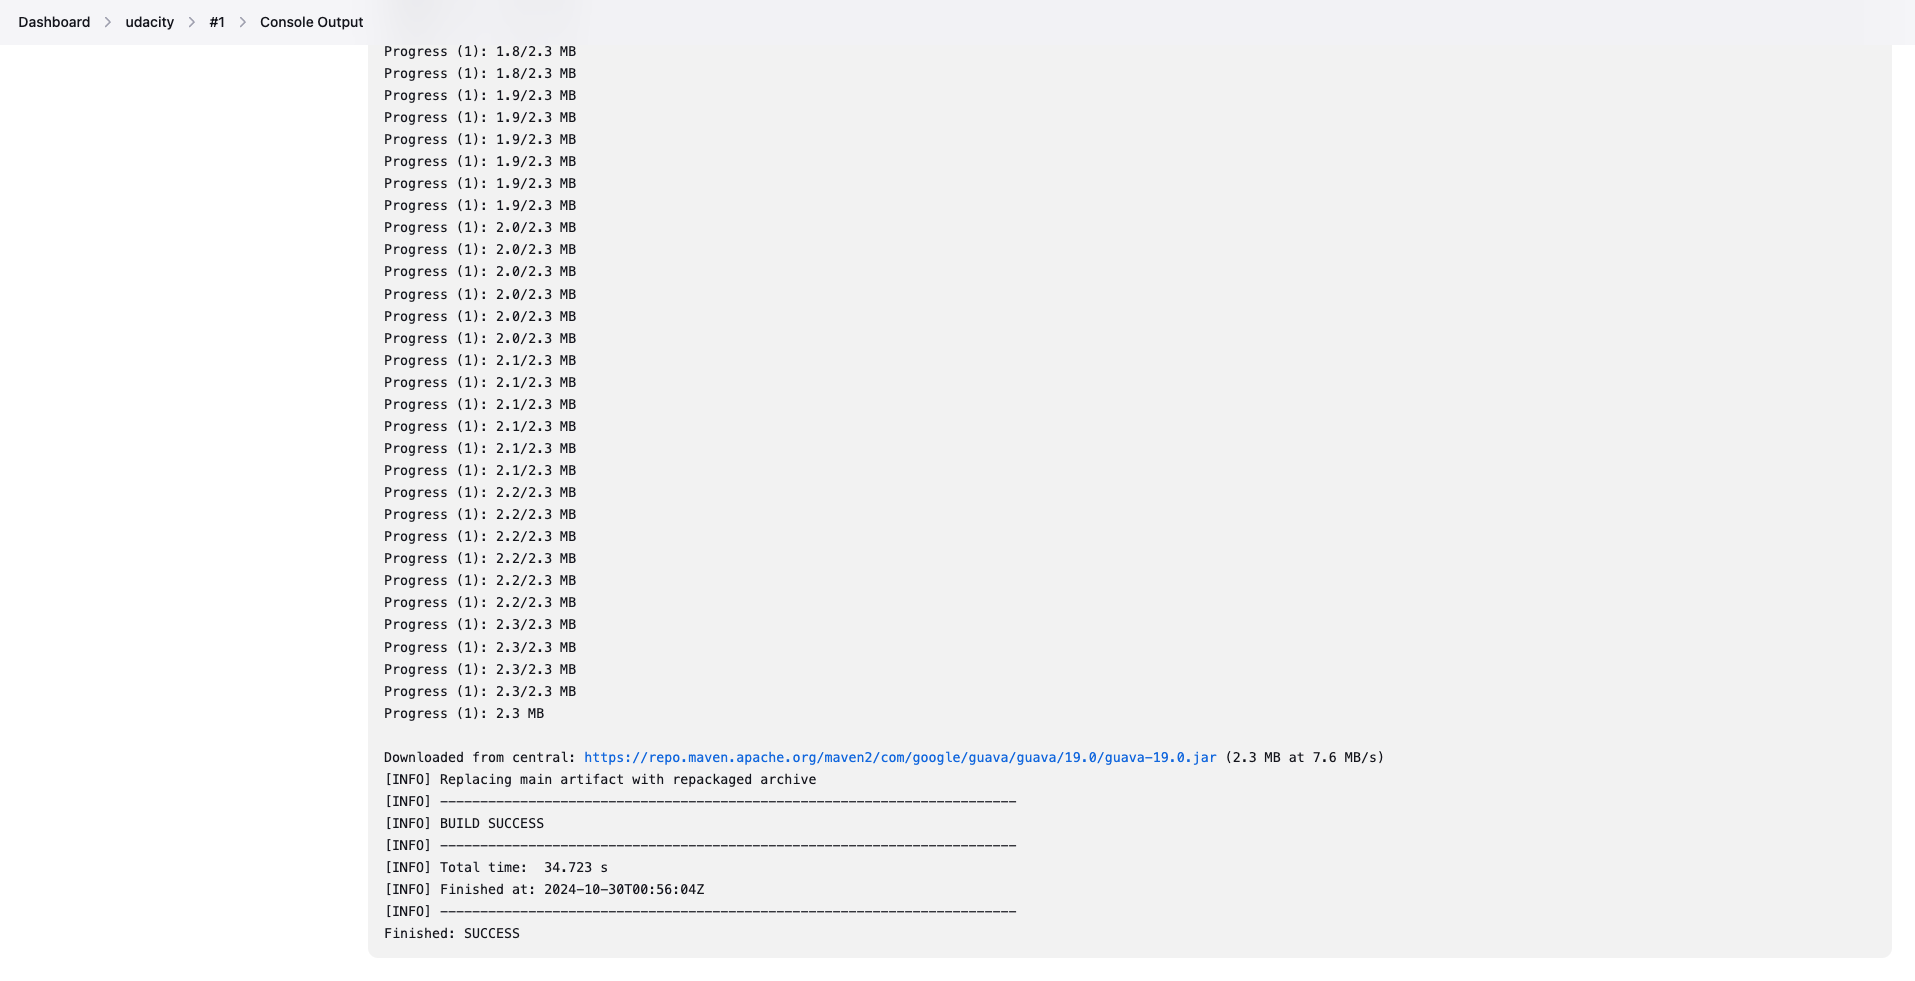 Dashboard > udacity > #1 > Console Output
Progress (1): 1.8/2.3 MB
Progress (1): 1.8/2.3 MB
Progress (1): 1.9/2.3 MB
Progress (1): 1.9/2.3 MB
Progress (1): 1.9/2.3 MB
Progress (1): 1.9/2.3 MB
Progress (1): 1.9/2.3 MB
Progress (1): 1.9/2.3 MB
Progress (1): 2.0/2.3 MB
Progress (1): 2.0/2.3 MB
Progress (1): 2.0/2.3 MB
Progress (1): 2.0/2.3 MB
Progress (1): 2.0/2.3 MB
Progress (1): 2.0/2.3 MB
Progress (1): 2.1/2.3 MB
Progress (1): 2.1/2.3 MB
Progress (1): 2.1/2.3 MB
Progress (1): 2.1/2.3 MB
Progress (1): 2.1/2.3 MB
Progress (1): 2.1/2.3 MB
Progress (1): 2.2/2.3 MB
Progress (1): 2.2/2.3 MB
Progress (1): 2.2/2.3 MB
Progress (1): 2.2/2.3 MB
Progress (1): 2.2/2.3 MB
Progress (1): 2.2/2.3 MB
Progress (1): 2.3/2.3 MB
Progress (1): 2.3/2.3 MB
Progress (1): 2.3/2.3 MB
Progress (1): 2.3/2.3 MB
Progress (1): 2.3 MB
Downloaded from central: https://repo.maven.apache.org/maven2/com/google/guava/guava/19.0/guava-19.0.jar (2.3 MB at 7.6 MB/s)
[INFO] Replacing main artifact with repackaged archive
[INFO] ------------------------------------------------------------------------
[INFO] BUILD SUCCESS
[INFO] ------------------------------------------------------------------------
[INFO] Total time:  34.723 s
[INFO] Finished at: 2024-10-30T00:56:04Z
[INFO] ------------------------------------------------------------------------
Finished: SUCCESS